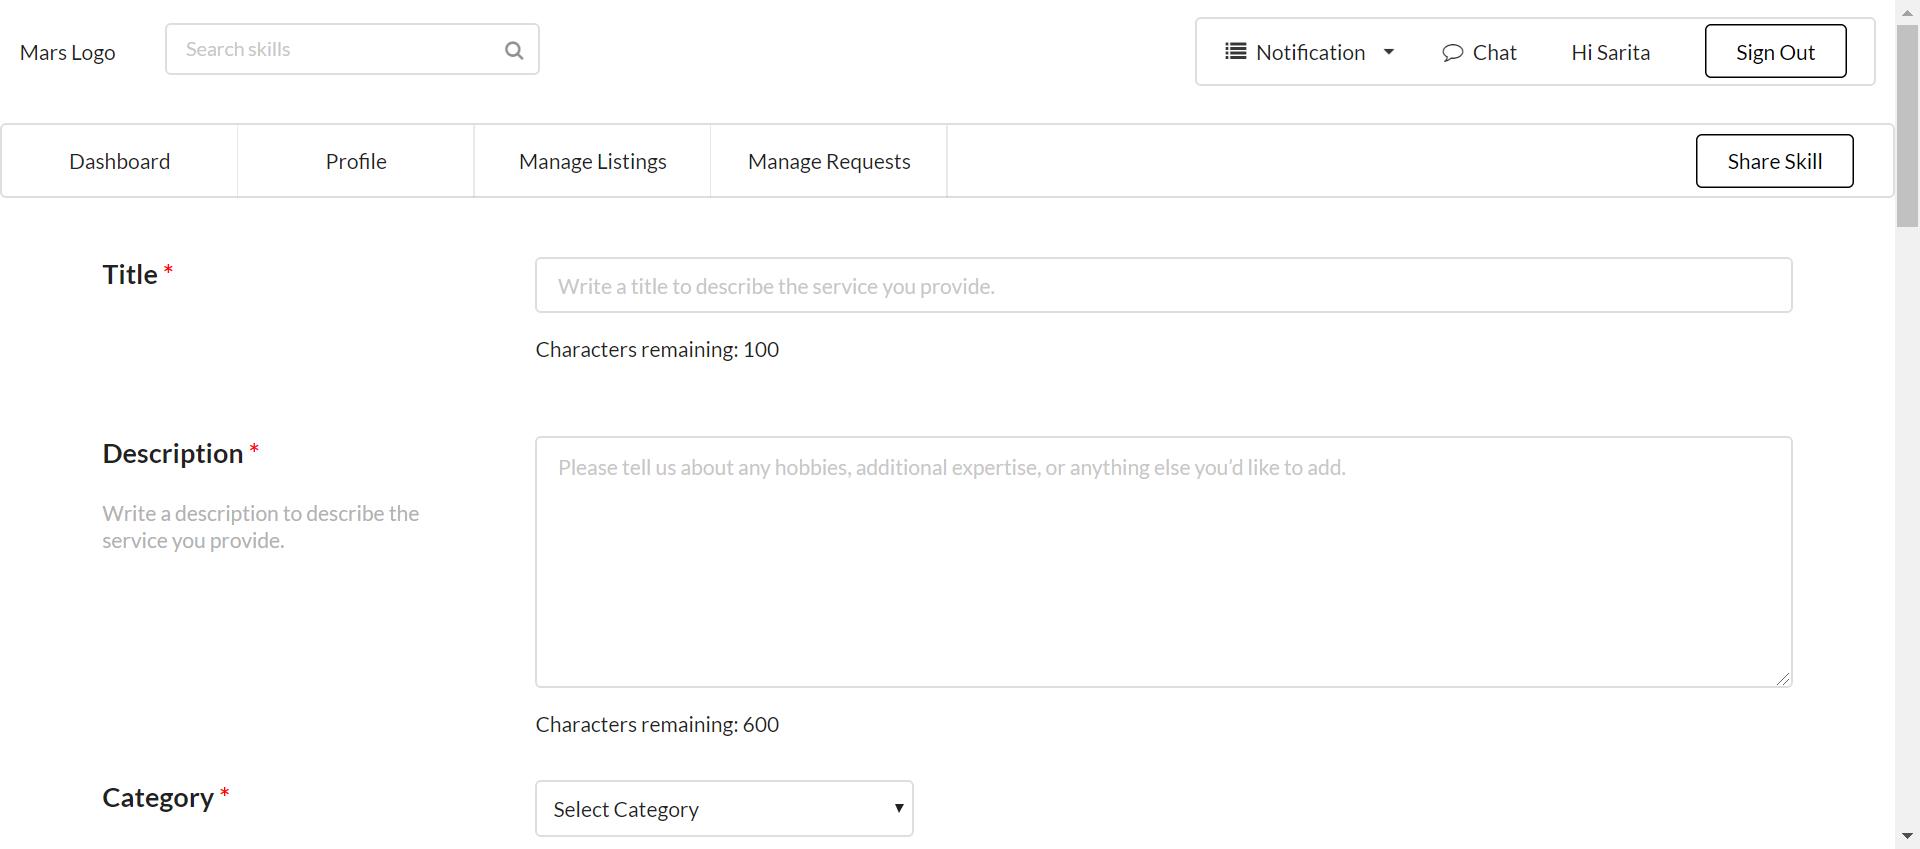 Mars Logo
Search skills
Notification
Chat
Hi Sarita
Sign Out
Dashboard
Profile
Manage Listings
Manage Requests
Share Skill
Title *
Write a title to describe the service you provide.
Characters remaining: 100
Description *
Write a description to describe the
service you provide.
Please tell us about any hobbies, additional expertise, or anything else you’d like to add.
Characters remaining: 600
Category *
Select Category